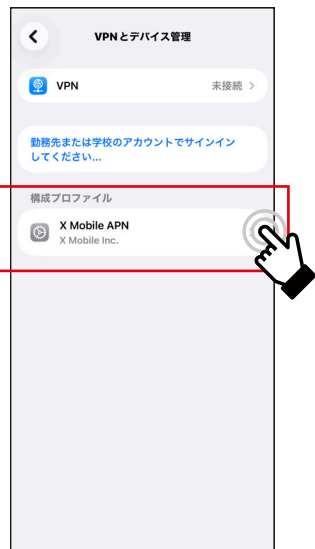 VPNとデバイス管理
VPN
未接続
勤務先または学校のアカウントでサインイン
してください...
構成プロファイル
X Mobile APN
X Mobile Inc.